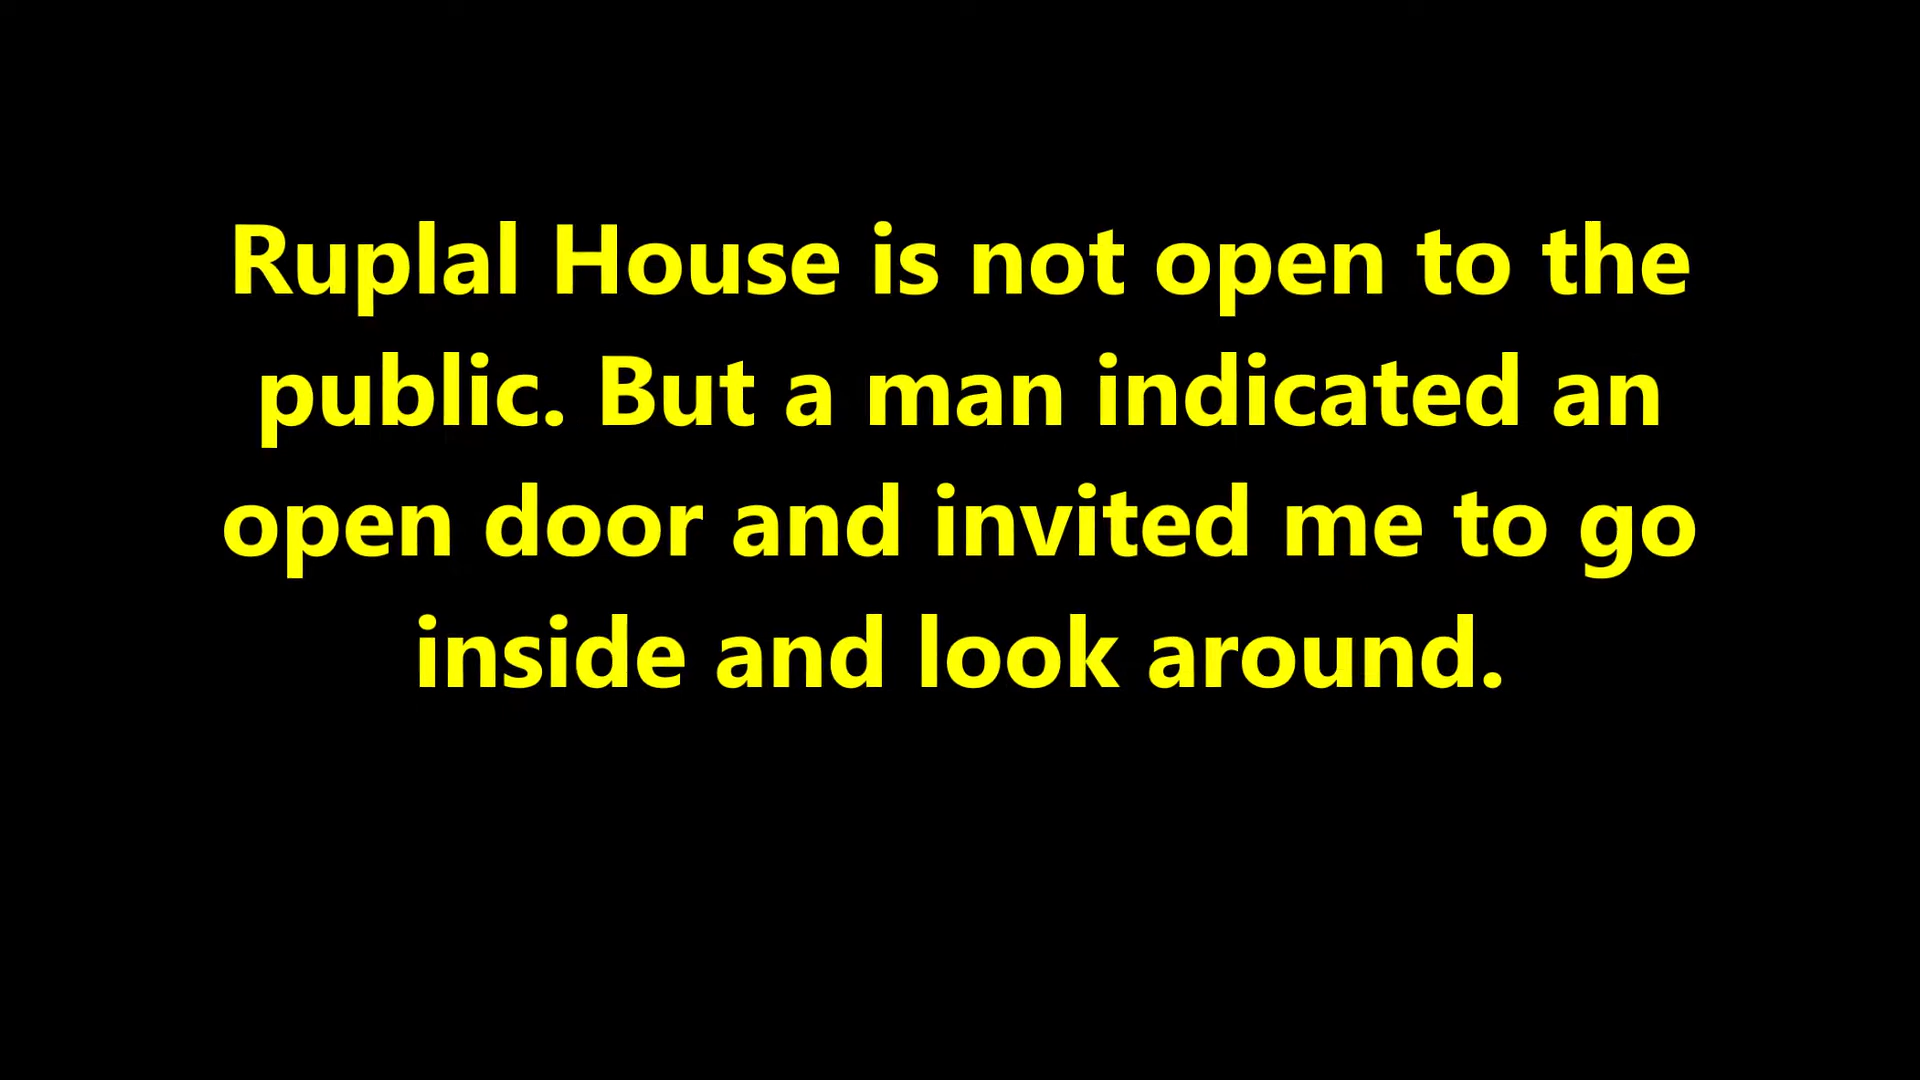 Ruplal House is not open to the
public. But a man indicated an
open door and invited me to go
inside and look around.